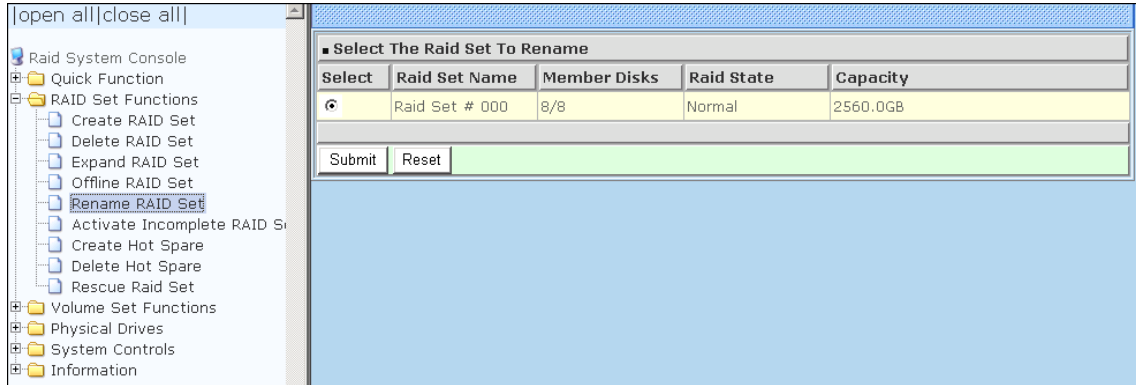 |open all|close all|
Raid System Console
Quick Function
RAID Set Functions
Create RAID Set
Delete RAID Set
Expand RAID Set
Offline RAID Set
Rename RAID Set
Activate Incomplete RAID S
Create Hot Spare
Delete Hot Spare
Rescue Raid Set
Volume Set Functions
Physical Drives
System Controls
Information
Select The Raid Set To Rename
Select Raid Set Name Member Disks Raid State Capacity
Raid Set # 000 8/8 Normal 2560.0GB
Submit Reset